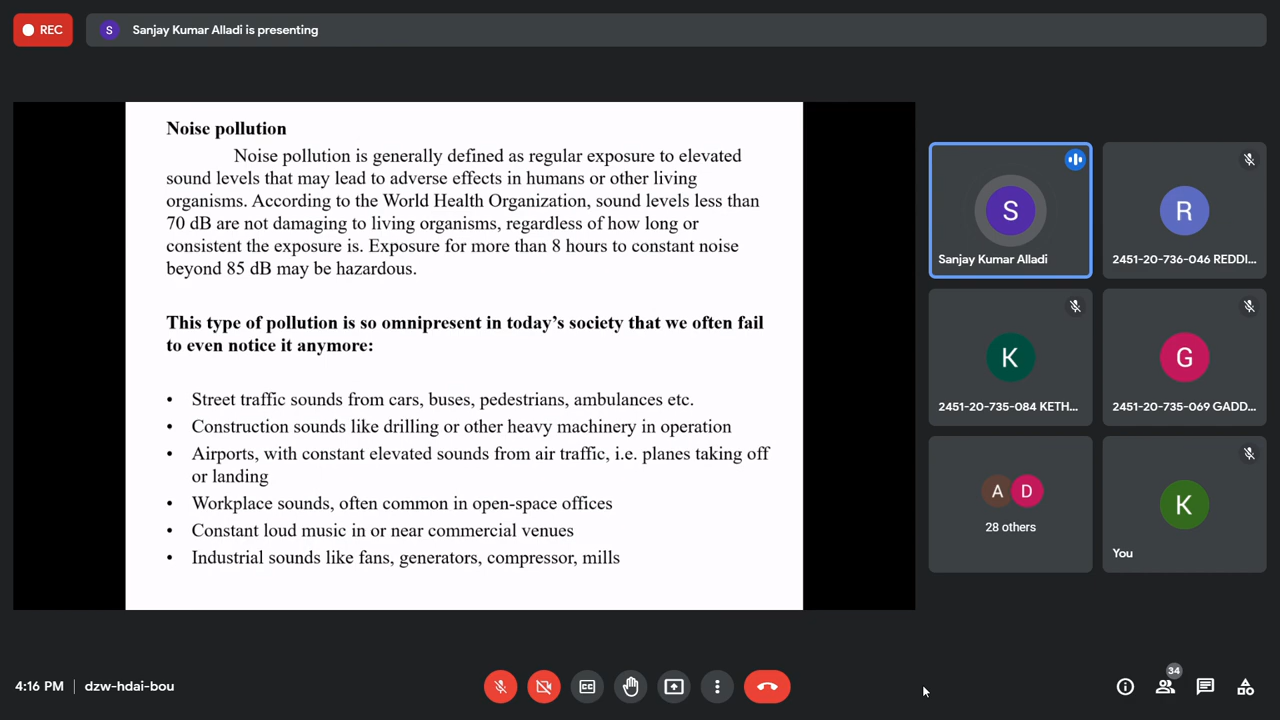 REC
S
Sanjay Kumar Alladi is presenting
Noise pollution
Noise pollution is generally defined as regular exposure to elevated
sound levels that may lead to adverse effects in humans or other living
organisms. According to the World Health Organization, sound levels less than
70 dB are not damaging to living organisms, regardless of how long or
consistent the exposure is. Exposure for more than 8 hours to constant noise
beyond 85 dB may be hazardous.
This type of pollution is so omnipresent in today’s society that we often fail
to even notice it anymore:
• Street traffic sounds from cars, buses, pedestrians, ambulances etc.
• Construction sounds like drilling or other heavy machinery in operation
• Airports, with constant elevated sounds from air traffic, i.e. planes taking off
or landing
• Workplace sounds, often common in open-space offices
• Constant loud music in or near commercial venues
• Industrial sounds like fans, generators, compressor, mills
S
Sanjay Kumar Alladi
R
2451-20-736-046 REDDI...
K
2451-20-735-084 KETH...
G
2451-20-735-069 GADD...
A D
28 others
K
You
4:16 PM | dzw-hdai-bou
CC
34